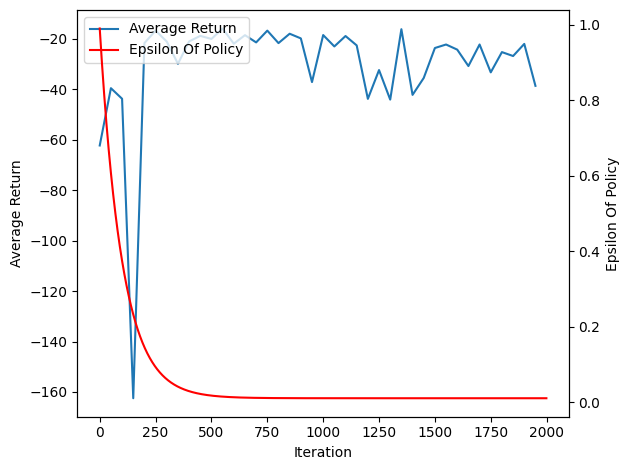 Average Return
Epsilon Of Policy
−20
−40
−60
−80
−100
−120
−140
−160
Average Return
1.0
0.8
0.6
0.4
0.2
0.0
Epsilon Of Policy
0 250 500 750 1000 1250 1500 1750 2000
Iteration